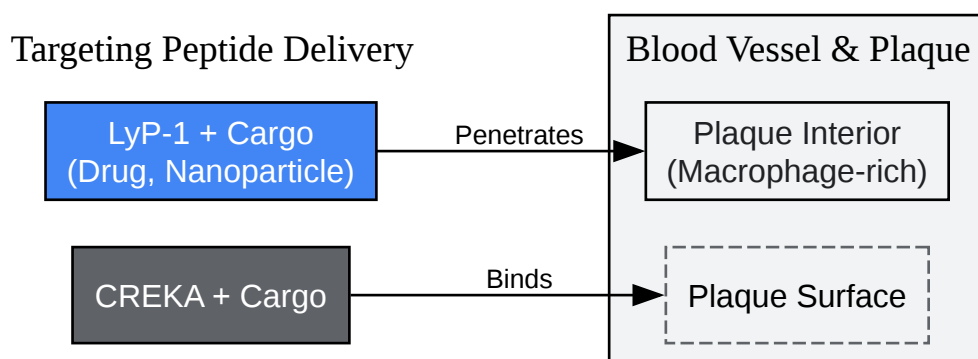 Targeting Peptide Delivery
Blood Vessel & Plaque
LyP-1 + Cargo
(Drug, Nanoparticle)
Penetrates
Plaque Interior
(Macrophage-rich)
CREKA + Cargo
Binds
Plaque Surface